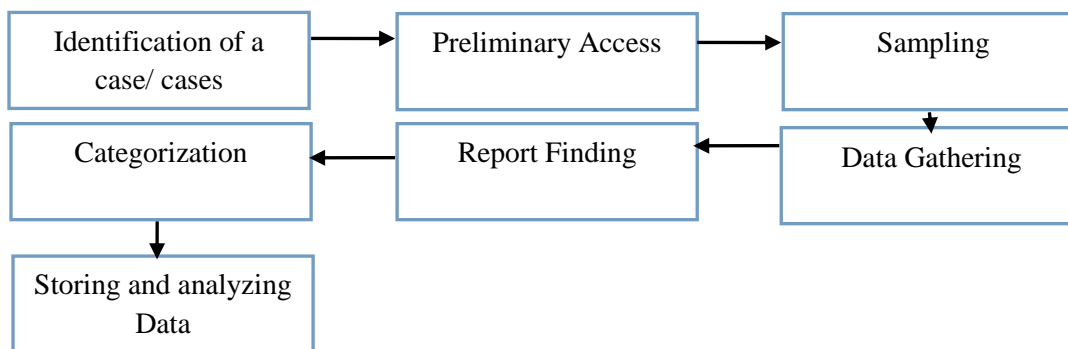 Identification of a
case/ cases
Preliminary Access
Sampling
Categorization
Report Finding
Data Gathering
Storing and analyzing
Data